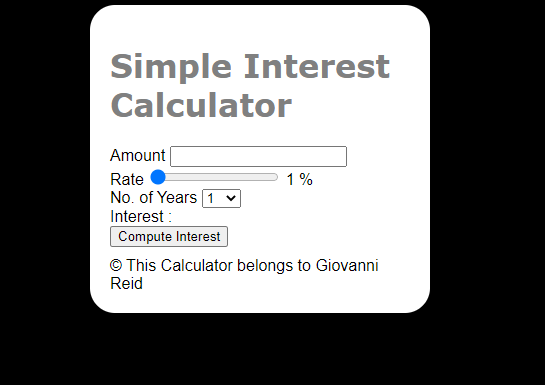 Simple Interest
Calculator
Amount
Rate 1 %
No. of Years 1
Interest :
Compute Interest
© This Calculator belongs to Giovanni
Reid